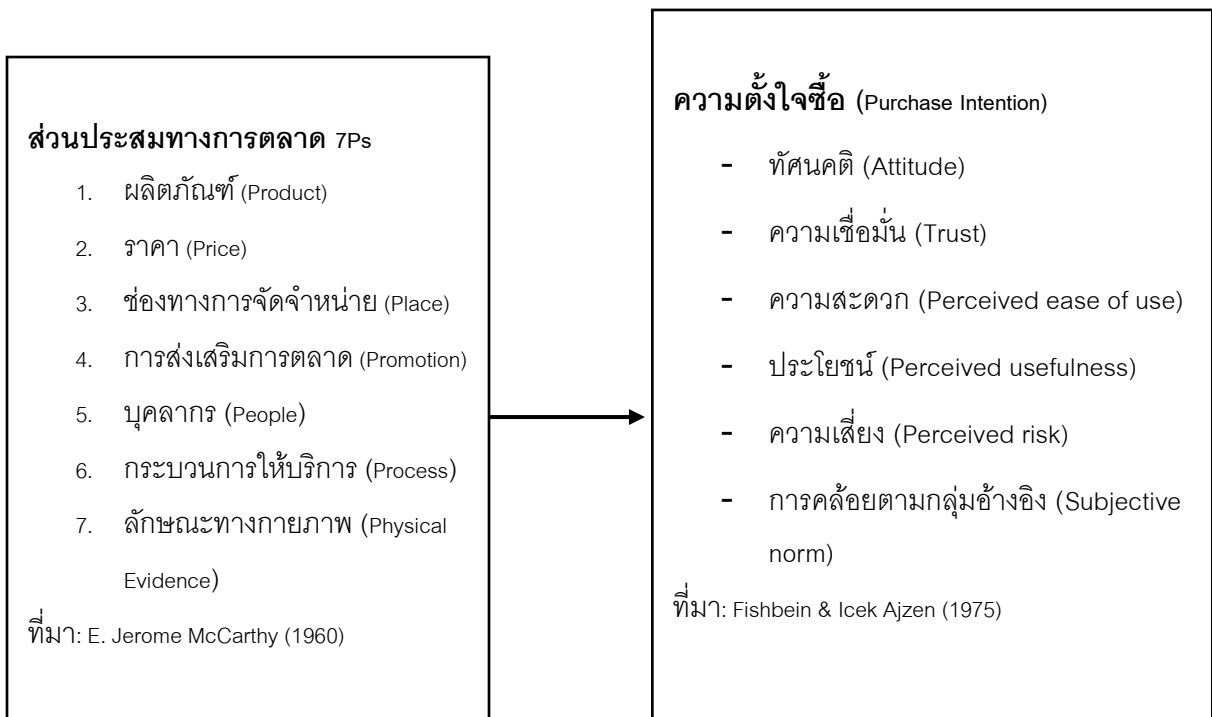 ส่วนประสมทางการตลาด 7Ps
1. ผลิตภัณฑ์ (Product)
2. ราคา (Price)
3. ช่องทางการจัดจำหน่าย (Place)
4. การส่งเสริมการตลาด (Promotion)
5. บุคลากร (People)
6. กระบวนการให้บริการ (Process)
7. ลักษณะทางกายภาพ (Physical
Evidence)
ที่มา: E. Jerome McCarthy (1960)
ความตั้งใจซื้อ (Purchase Intention)
- ทัศนคติ (Attitude)
- ความเชื่อมั่น (Trust)
- ความสะดวก (Perceived ease of use)
- ประโยชน์ (Perceived usefulness)
- ความเสี่ยง (Perceived risk)
- การคล้อยตามกลุ่มอ้างอิง (Subjective
norm)
ที่มา: Fishbein & Icek Ajzen (1975)